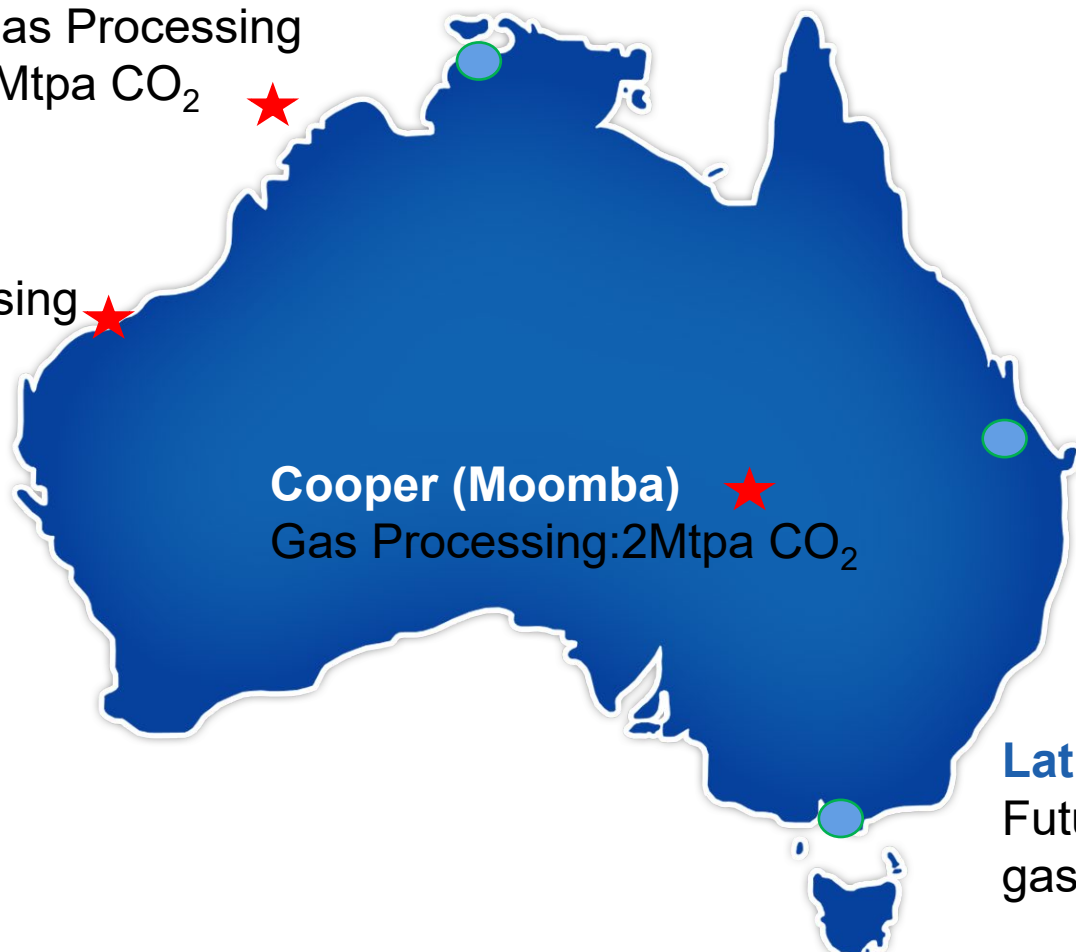 as Processing
Mtpa CO₂
sing
Cooper (Moomba)
Gas Processing:2Mtpa CO₂
Lat
Futu
gas